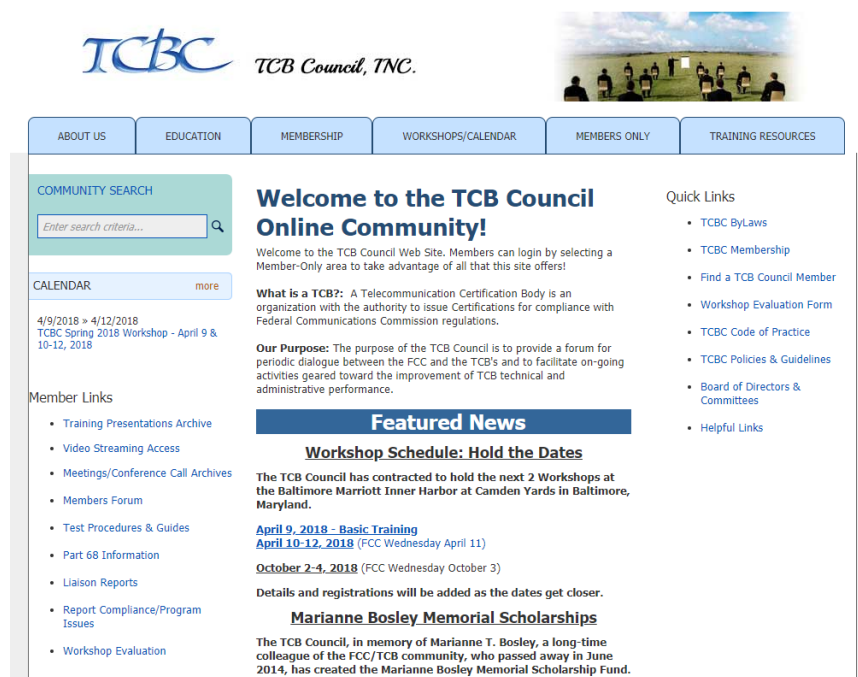 TCBC
TCB Council, INC.
ABOUT US
EDUCATION
MEMBERSHIP
WORKSHOPS/CALENDAR
MEMBERS ONLY
TRAINING RESOURCES
COMMUNITY SEARCH
Enter search criteria...
CALENDAR more
4/9/2018 » 4/12/2018
TCBC Spring 2018 Workshop - April 9 &
10-12, 2018
Member Links
• Training Presentations Archive
• Video Streaming Access
• Meetings/Conference Call Archives
• Members Forum
• Test Procedures & Guides
• Part 68 Information
• Liaison Reports
• Report Compliance/Program
Issues
• Workshop Evaluation
Welcome to the TCB Council
Online Community!
Welcome to the TCB Council Web Site. Members can login by selecting a
Member-Only area to take advantage of all that this site offers!
What is a TCB?: A Telecommunication Certification Body is an
organization with the authority to issue Certifications for compliance with
Federal Communications Commission regulations.
Our Purpose: The purpose of the TCB Council is to provide a forum for
periodic dialogue between the FCC and the TCB's and to facilitate on-going
activities geared toward the improvement of TCB technical and
administrative performance.
Featured News
Workshop Schedule: Hold the Dates
The TCB Council has contracted to hold the next 2 Workshops at
the Baltimore Marriott Inner Harbor at Camden Yards in Baltimore,
Maryland.
April 9, 2018 - Basic Training
April 10-12, 2018 (FCC Wednesday April 11)
October 2-4, 2018 (FCC Wednesday October 3)
Details and registrations will be added as the dates get closer.
Marianne Bosley Memorial Scholarships
The TCB Council, in memory of Marianne T. Bosley, a long-time
colleague of the FCC/TCB community, who passed away in June
2014, has created the Marianne Bosley Memorial Scholarship Fund.
Quick Links
• TCBC ByLaws
• TCBC Membership
• Find a TCB Council Member
• Workshop Evaluation Form
• TCBC Code of Practice
• TCBC Policies & Guidelines
• Board of Directors &
Committees
• Helpful Links